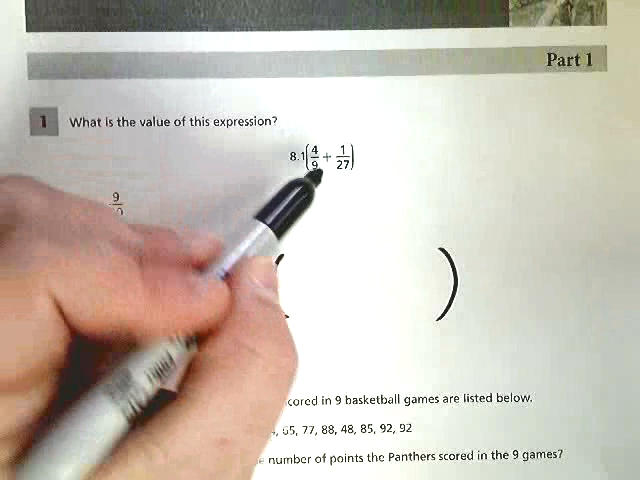 Part 1
1 What is the value of this expression?
8.1(4/9 + 1/27)
9
( )
cored in 9 basketball games are listed below.
65, 77, 88, 48, 85, 92, 92
number of points the Panthers scored in the 9 games?